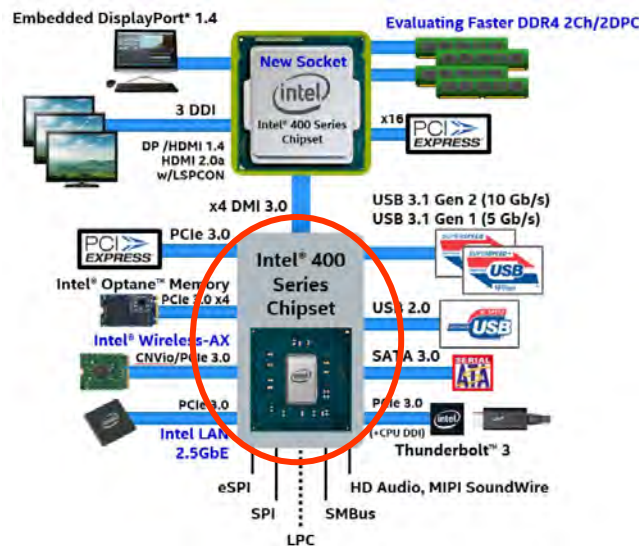 Embedded DisplayPort* 1.4
Evaluating Faster DDR4 2Ch/2DPC
New Socket
intel
Intel® 400 Series
Chipset
3 DDI
DP /HDMI 1.4
HDMI 2.0a
w/LSPCON
x16
PCI
EXPRESS
x4 DMI 3.0
USB 3.1 Gen 2 (10 Gb/s)
USB 3.1 Gen 1 (5 Gb/s)
PCI
EXPRESS
PCIe 3.0
Intel® 400
Series
Chipset
USB
Intel® Optane™ Memory
PCIe 3.0 x4
USB 2.0
USB
Intel® Wireless-AX
CNVio/PCIe 3.0
SATA 3.0
SERIAL
ATA
intel
PCIe 3.0
Intel LAN
2.5GbE
PCIe 3.0
(+CPU DDI)
intel
Thunderbolt™ 3
eSPI
SPI
LPC
SMBus
HD Audio, MIPI SoundWire